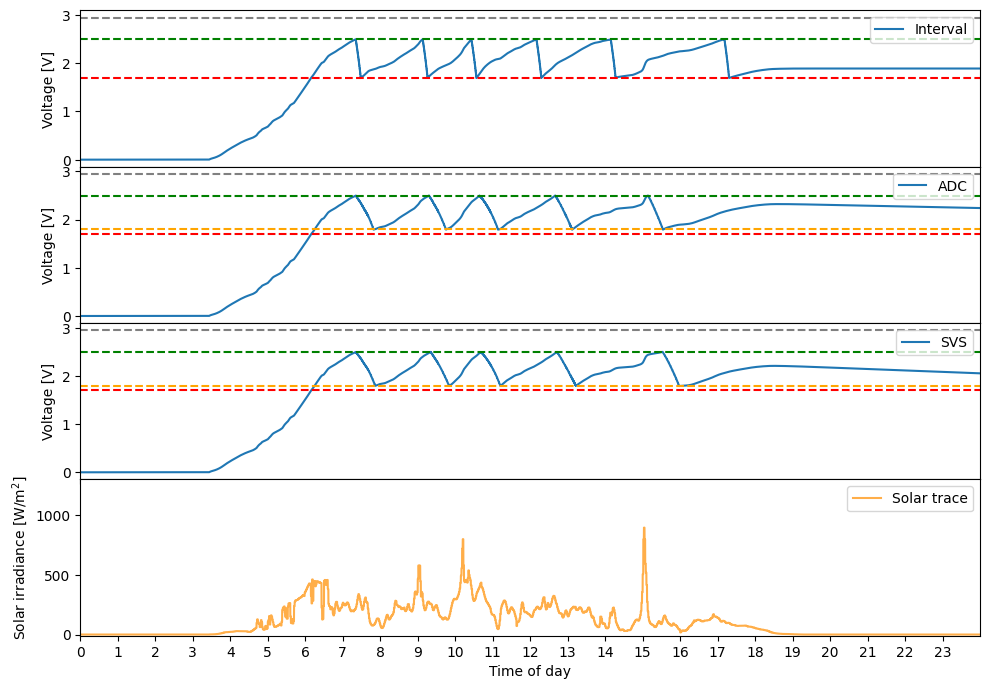 3
2
1
0
Voltage [V]
Interval
3
2
1
0
Voltage [V]
ADC
3
2
1
0
Voltage [V]
SVS
1000
500
0
Solar irradiance [W/m²]
Solar trace
0 1 2 3 4 5 6 7 8 9 10 11 12 13 14 15 16 17 18 19 20 21 22 23
Time of day